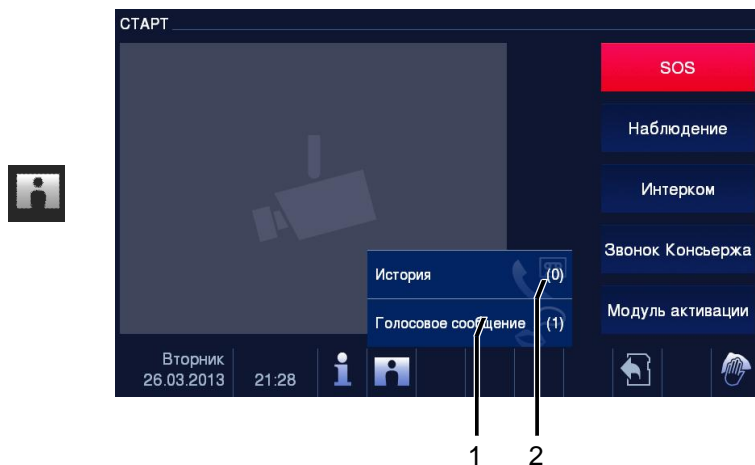 СТАРТ
SOS
Наблюдение
Интерком
Звонок Консьержа
Модуль активации
История (0)
Голосовое сообщение (1)
Вторник
26.03.2013 21:28
1 2